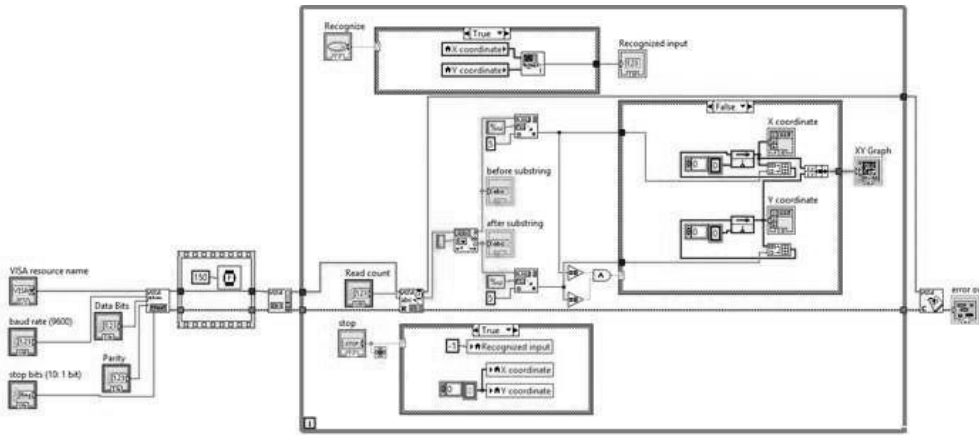 Recognize
True
X coordinate
Y coordinate
Recognized input
False
X coordinate
XY Graph
Y coordinate
before substring
after substring
VISA resource name
150
Data Bits
baud rate (9600)
Parity
stop bits (10: 1 bit)
Read count
stop
True
-1
Recognized input
X coordinate
Y coordinate
error o